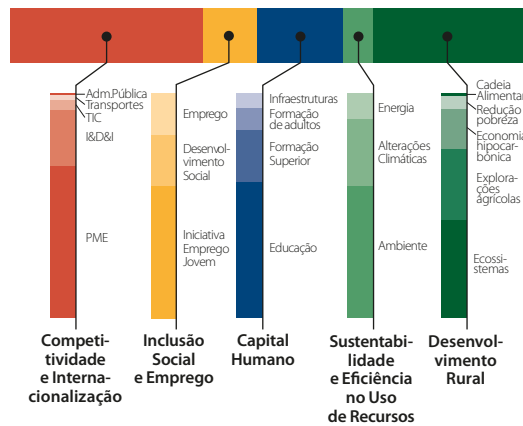 Adm.Pública
Transportes
TIC
I&D&I
PME
Competi-
tividade
e Interna-
cionalização
Emprego
Desenvol-
vimento
Social
Iniciativa
Emprego
Jovem
Inclusão
Social
e Emprego
Infraestruturas
Formação
de adultos
Formação
Superior
Educação
Capital
Humano
Energia
Alterações
Climáticas
Ambiente
Sustentabi-
lidade
e Eficiência
no Uso
de Recursos
Cadeia
Alimentar
Redução
pobreza
Economia
hipocar-
bónica
Explorações
agrícolas
Ecossi-
stemas
Desenvol-
vimento
Rural